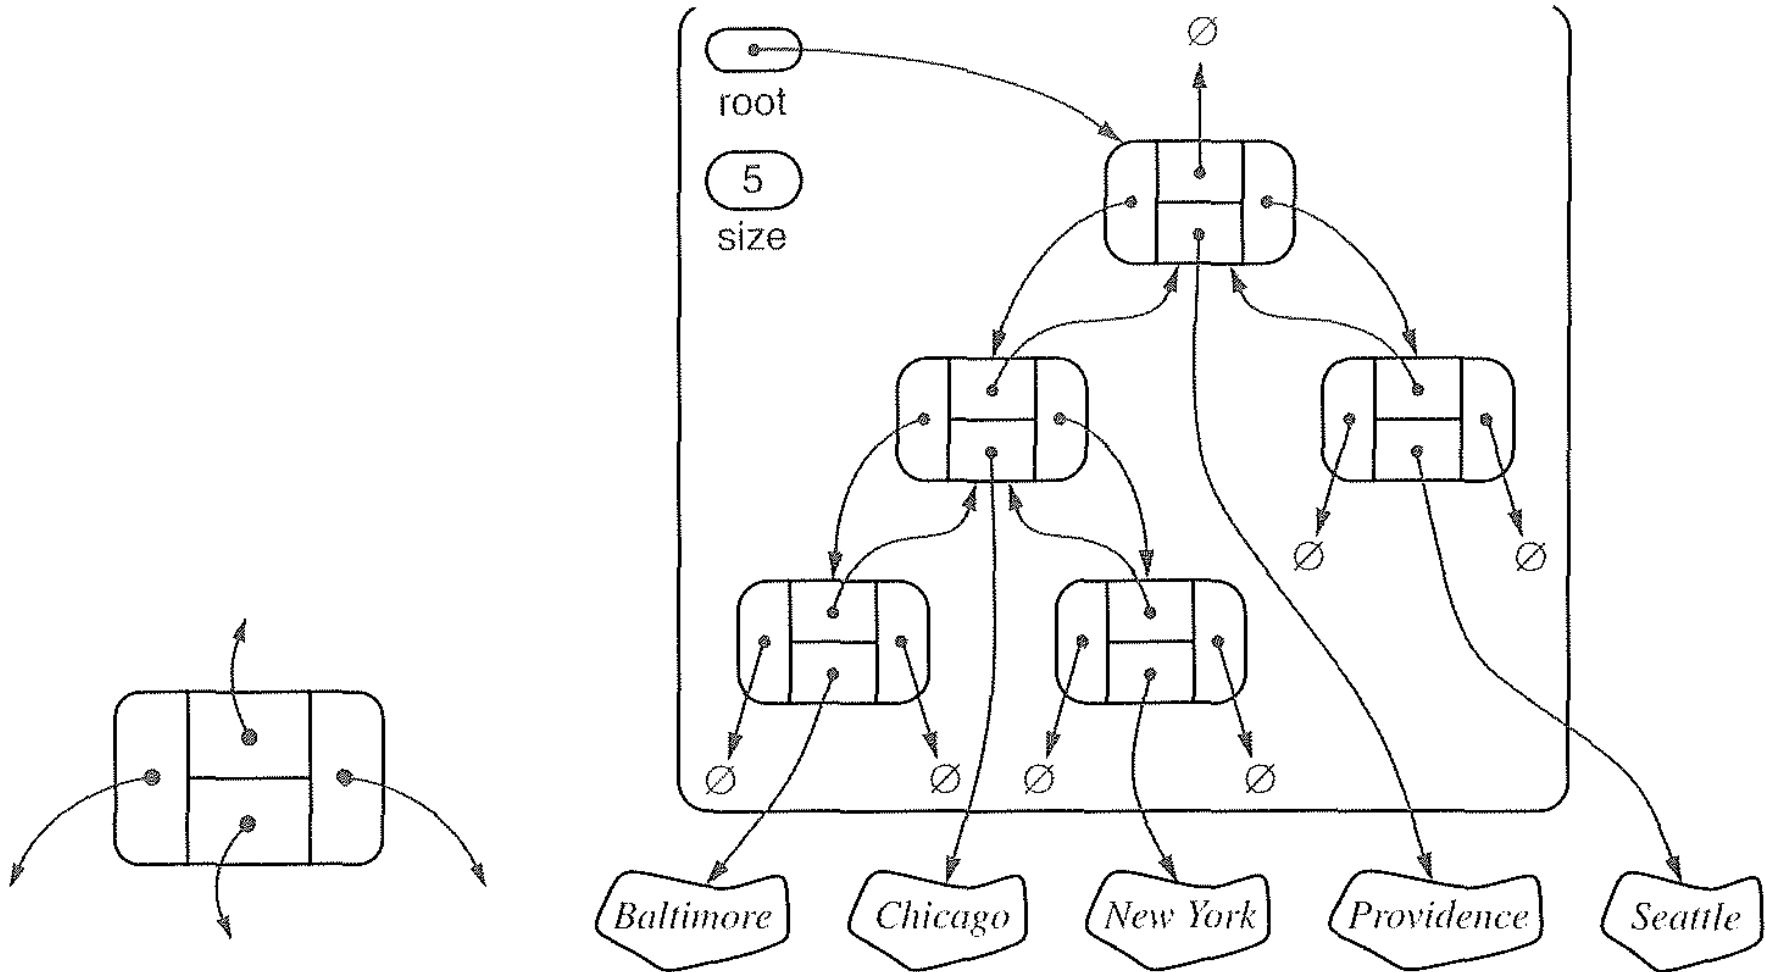 ∅
root
5
size
∅
∅
∅
∅
∅
∅
Baltimore
Chicago
New York
Providence
Seattle